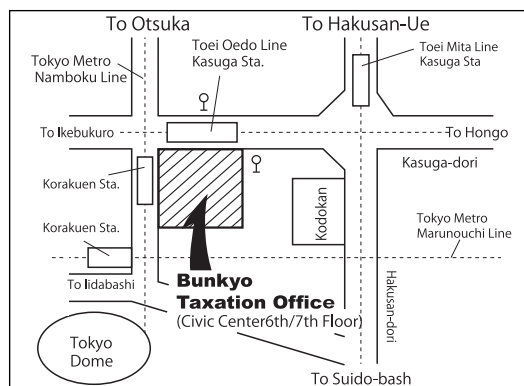 To Otsuka
To Hakusan-Ue
Tokyo Metro
Namboku Line
Toei Oedo Line
Kasuga Sta.
Toei Mita Line
Kasuga Sta
To Ikebukuro
To Hongo
Kasuga-dori
Korakuen Sta.
Korakuen Sta.
Kodokan
Tokyo Metro
Marunouchi Line
To Iidabashi
Bunkyo
Taxation Office
(Civic Center6th/7th Floor)
Hakusan-dori
Tokyo
Dome
To Suido-bash